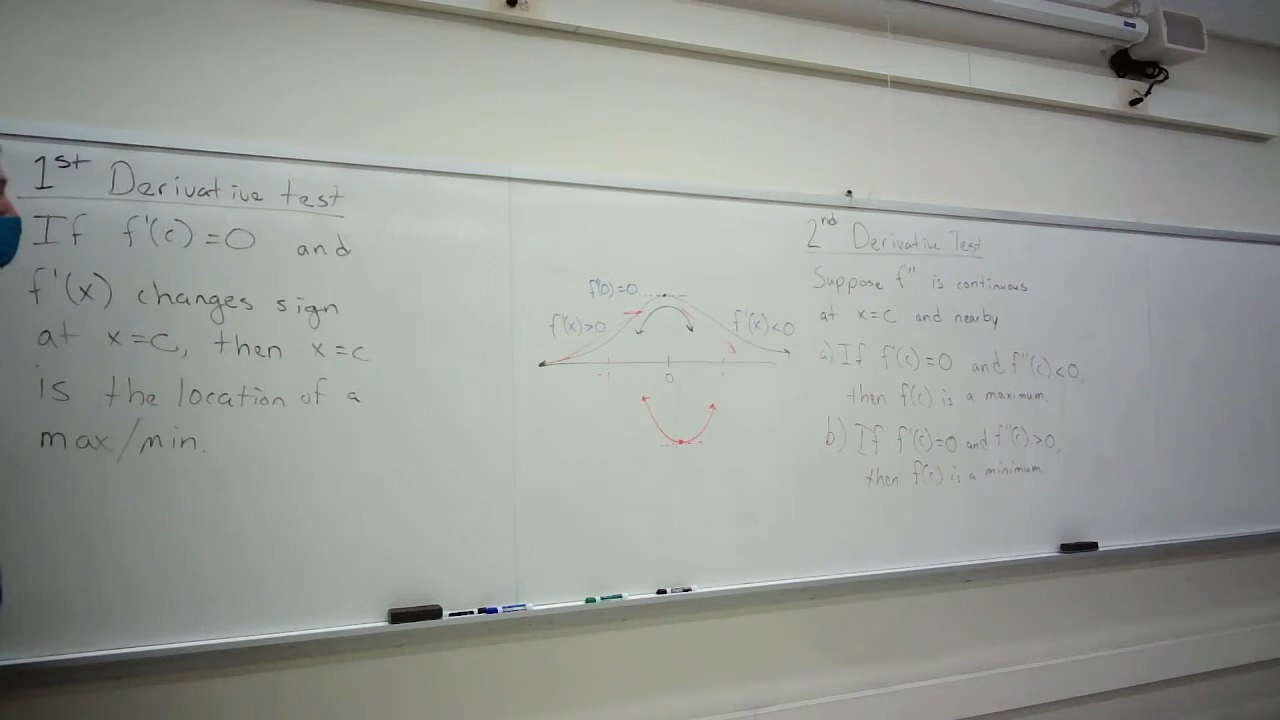 1st Derivative test
If f'(c) = 0 and
f'(x) changes sign
at x=c, then x=c
is the location of a
max/min.
f'(0)=0
f'(x)>0
f'(x)<0
-1 0 1
2nd Derivative Test
Suppose f" is continuous
at x=c and nearby
a) If f'(c)=0 and f"(c)<0,
then f(c) is a maximum.
b) If f'(c)=0 and f"(c)>0,
then f(c) is a minimum